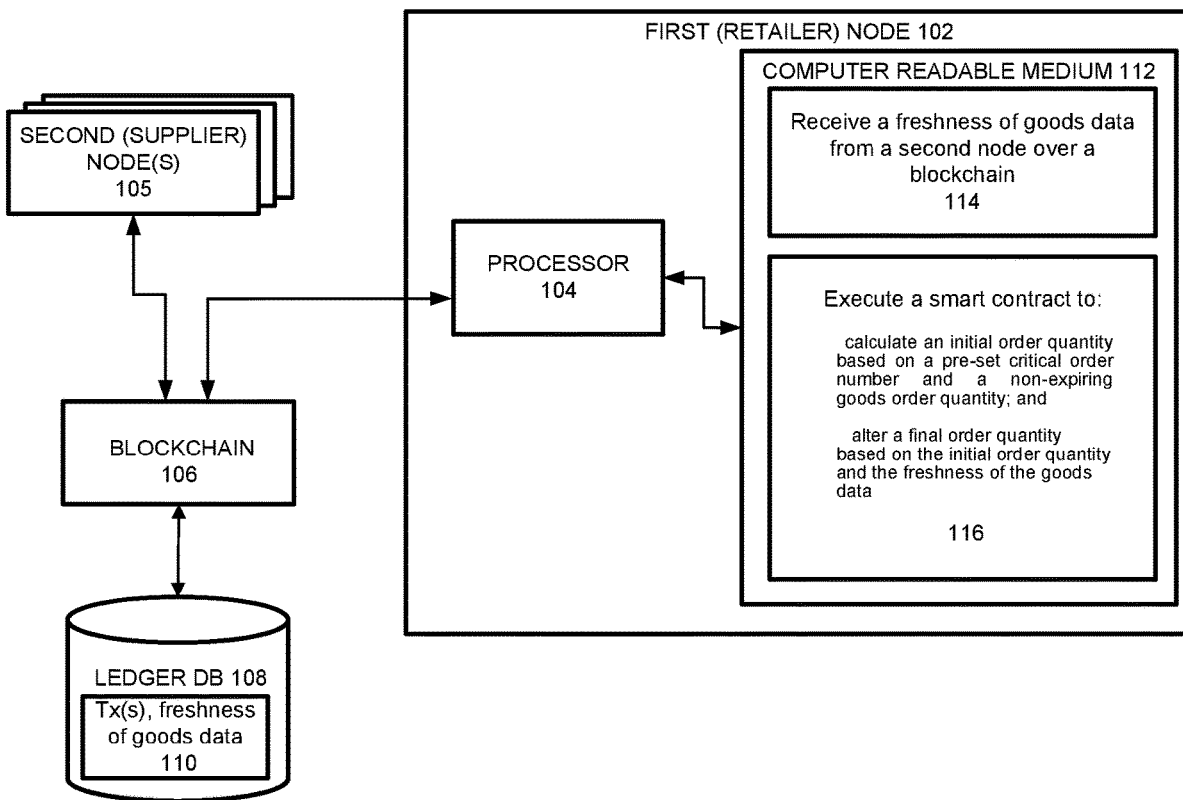 FIRST (RETAILER) NODE 102
COMPUTER READABLE MEDIUM 112
Receive a freshness of goods data
from a second node over a
blockchain
114
SECOND (SUPPLIER)
NODE(S)
105
PROCESSOR
104
Execute a smart contract to:
calculate an initial order quantity
based on a pre-set critical order
number and a non-expiring
goods order quantity; and
alter a final order quantity
based on the initial order quantity
and the freshness of the goods
data
116
BLOCKCHAIN
106
LEDGER DB 108
Tx(s), freshness
of goods data
110